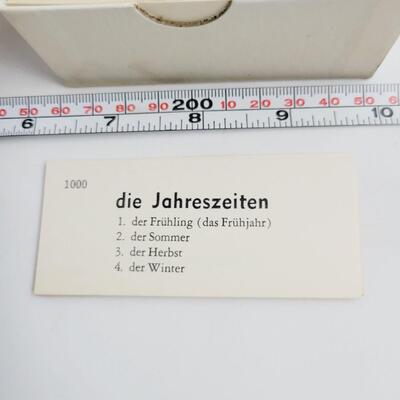 50 60 70 80 90 200 10 20 30 40 50 6
6 7 8 9 10
1000
die Jahreszeiten
1. der Frühling (das Frühjahr)
2. der Sommer
3. der Herbst
4. der Winter